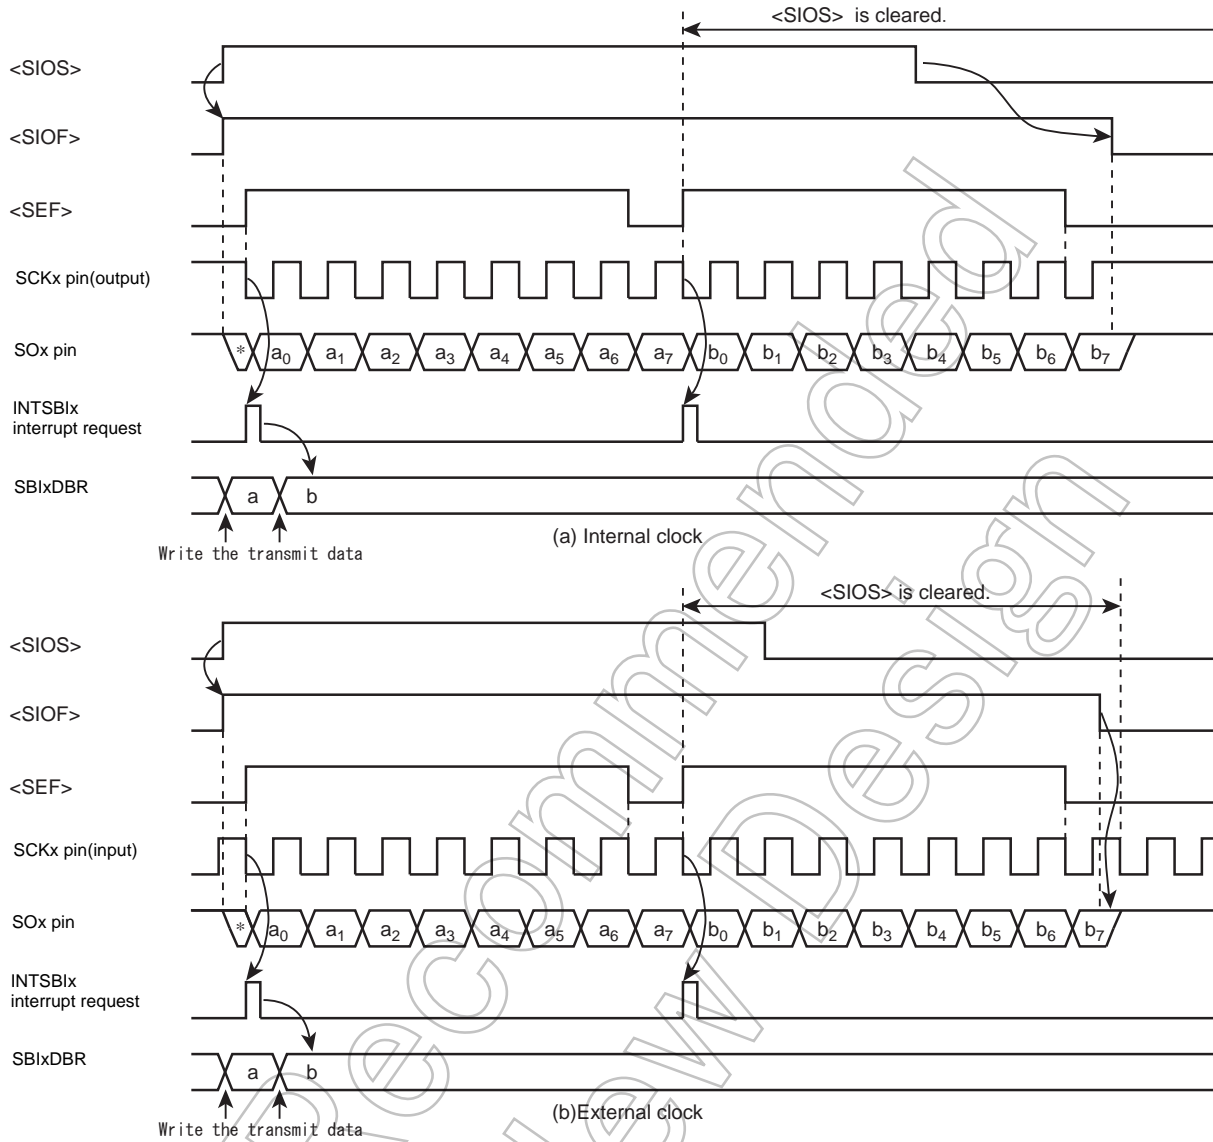 <SIOS> is cleared.
<SIOS>
<SIOF>
<SEF>
SCKx pin(output)
SOx pin
* a0 a1 a2 a3 a4 a5 a6 a7 b0 b1 b2 b3 b4 b5 b6 b7
INTSBIx
interrupt request
SBIxDBR
a b
(a) Internal clock
Write the transmit data
<SIOS> is cleared.
<SIOS>
<SIOF>
<SEF>
SCKx pin(input)
SOx pin
* a0 a1 a2 a3 a4 a5 a6 a7 b0 b1 b2 b3 b4 b5 b6 b7
INTSBIx
interrupt request
SBIxDBR
a b
(b)External clock
Write the transmit data
Recommended
New Design